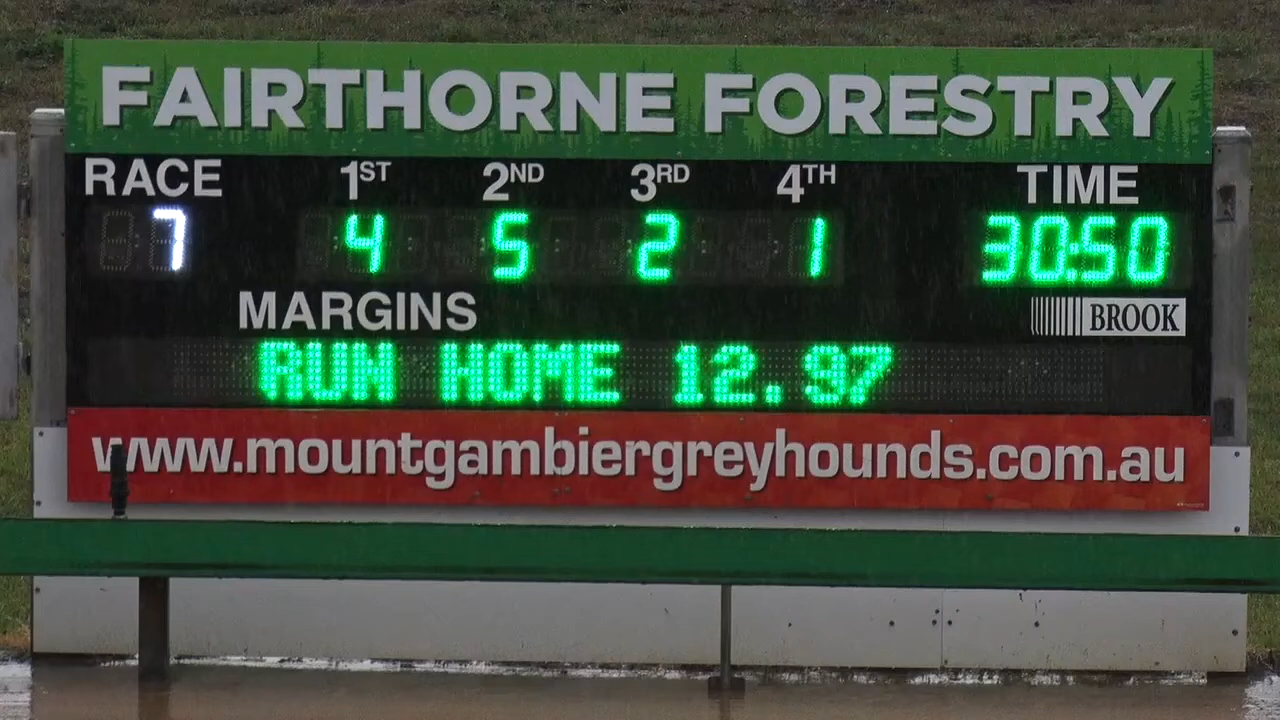 FAIRTHORNE FORESTRY
RACE 1ST 2ND 3RD 4TH TIME
7 4 5 2 1 30:50
MARGINS
BROOK
RUN HOME 12.97
www.mountgambiergreyhounds.com.au